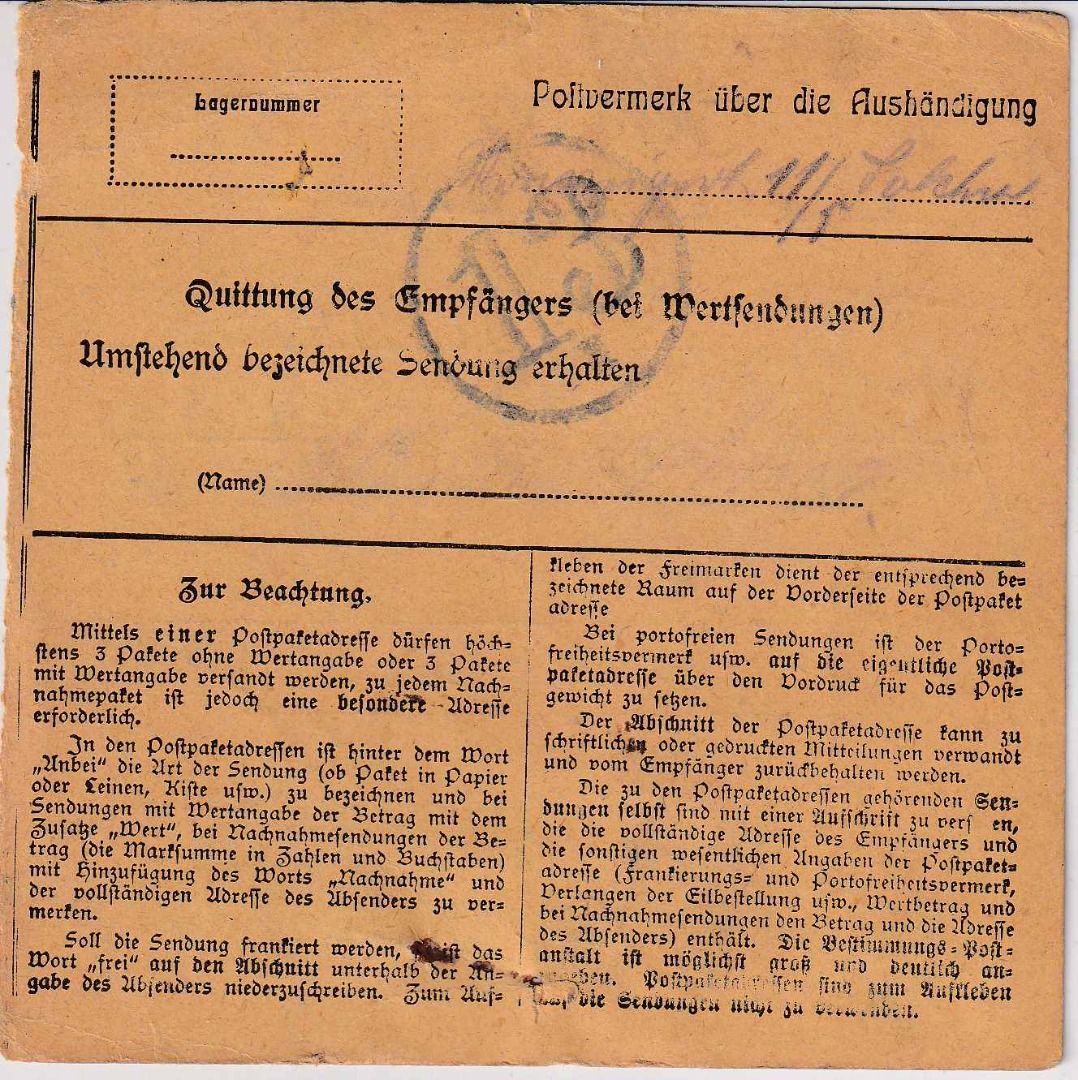 Lagernummer
Postvermerk über die Aushändigung
11/
/5
Quittung des Empfängers (bei Wertsendungen)
Umstehend bezeichnete Sendung erhalten
(Name)
Zur Beachtung.
Mittels einer Postpaketadresse dürfen höch-
stens 3 Pakete ohne Wertangabe oder 3 Pakete
mit Wertangabe versandt werden, zu jedem Nach-
nahmepaket ist jedoch eine besondere Adresse
erforderlich.
In den Postpaketadressen ist hinter dem Wort
„Anbei“ die Art der Sendung (ob Paket in Papier
oder Leinen, Kiste usw.) zu bezeichnen und bei
Sendungen mit Wertangabe der Betrag mit dem
Zusatze „Wert“, bei Nachnahmesendungen der Be-
trag (die Marksumme in Zahlen und Buchstaben)
mit Hinzufügung des Worts „Nachnahme“ und
der vollständigen Adresse des Absenders zu ver-
merken.
Soll die Sendung frankiert werden, ist das
Wort „frei“ auf den Abschnitt unterhalb der An-
gabe des Absenders niederzuschreiben. Zum Auf-
kleben der Freimarken dient der entsprechend be-
zeichnete Raum auf der Vorderseite der Postpaket
adresse
Bei portofreien Sendungen ist der Porto-
freiheitsvermerk usw. auf die eigentliche Post-
paketadresse über den Vordruck für das Post-
gewicht zu setzen.
Der Abschnitt der Postpaketadresse kann zu
schriftlichen oder gedruckten Mitteilungen verwandt
und vom Empfänger zurückbehalten werden.
Die zu den Postpaketadressen gehörenden Sen-
dungen selbst sind mit einer Aufschrift zu vers en,
die die vollständige Adresse des Empfängers und
die sonstigen wesentlichen Angaben der Postpaket-
adresse (Frankierungs- und Portofreiheitsvermerk,
Verlangen der Eilbestellung usw., Wertbetrag und
bei Nachnahmesendungen den Betrag und die Adresse
des Absenders) enthält. Die Bestimmungs-Post-
anstalt ist möglichst groß und deutlich an-
geben. Postpaketadressen sind zum Aufkleben
auf die Sendungen nicht zu verwenden.